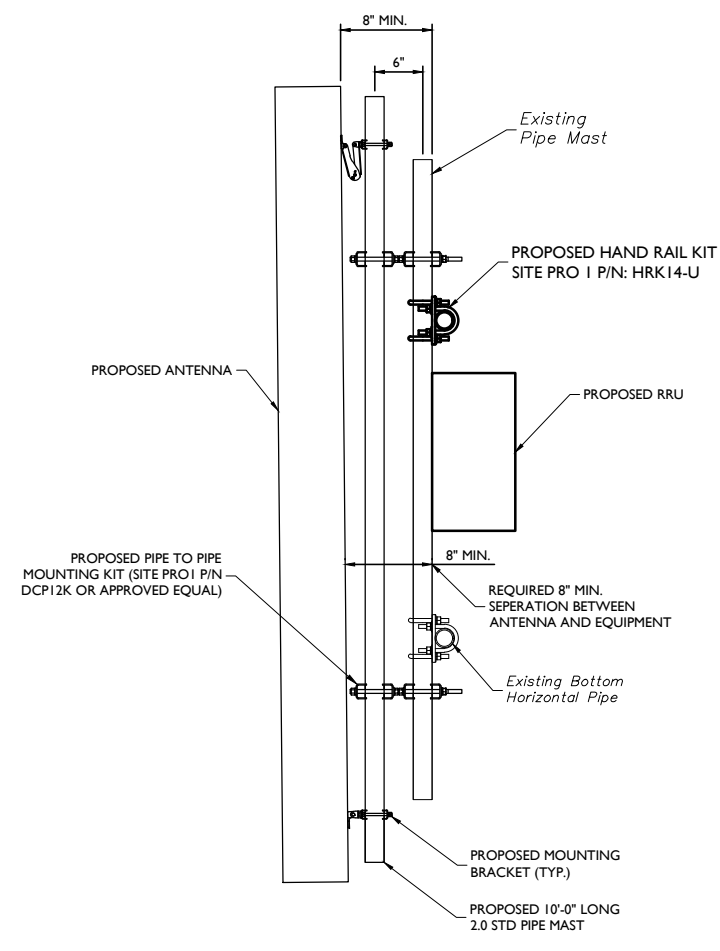 8" MIN.
6"
Existing
Pipe Mast
PROPOSED HAND RAIL KIT
SITE PRO 1 P/N: HRK14-U
PROPOSED ANTENNA
PROPOSED RRU
8" MIN.
PROPOSED PIPE TO PIPE
MOUNTING KIT (SITE PRO1 P/N
DCP12K OR APPROVED EQUAL)
REQUIRED 8" MIN.
SEPERATION BETWEEN
ANTENNA AND EQUIPMENT
Existing Bottom
Horizontal Pipe
PROPOSED MOUNTING
BRACKET (TYP.)
PROPOSED 10'-0" LONG
2.0 STD PIPE MAST